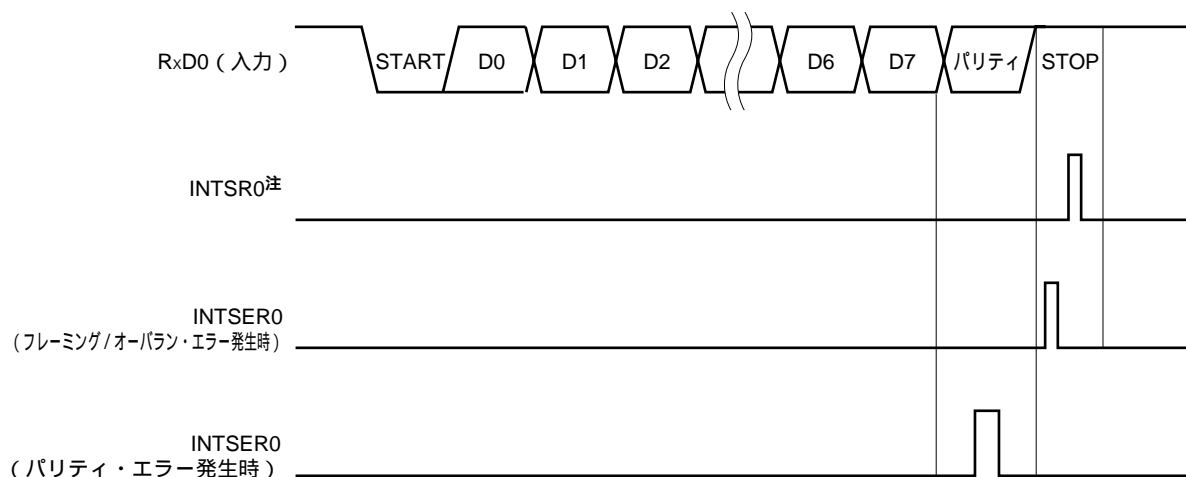 RxD0（入力）
START D0 D1 D2 D6 D7 パリティ STOP
INTSR0注
INTSER0
（フレーミング/オーバラン・エラー発生時）
INTSER0
（パリティ・エラー発生時）